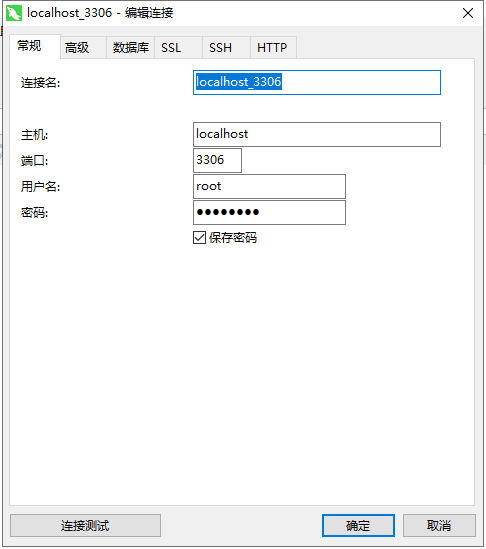 localhost_3306 - 编辑连接
常规 高级 数据库 SSL SSH HTTP
连接名: localhost_3306
主机: localhost
端口: 3306
用户名: root
密码: ●●●●●●●●
保存密码
连接测试 确定 取消